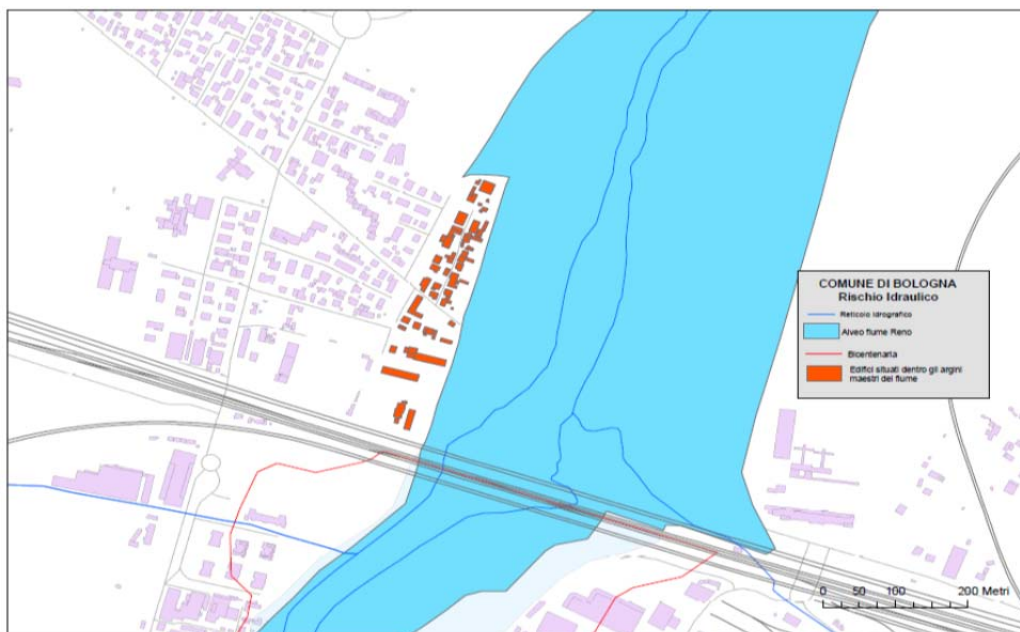 COMUNE DI BOLOGNA
Rischio Idraulico
Reticolo Idrografico
Alveo fiume Reno
Bicentenaria
Edifici situati dentro gli argini
maestri del fiume
0 50 100 200 Metri